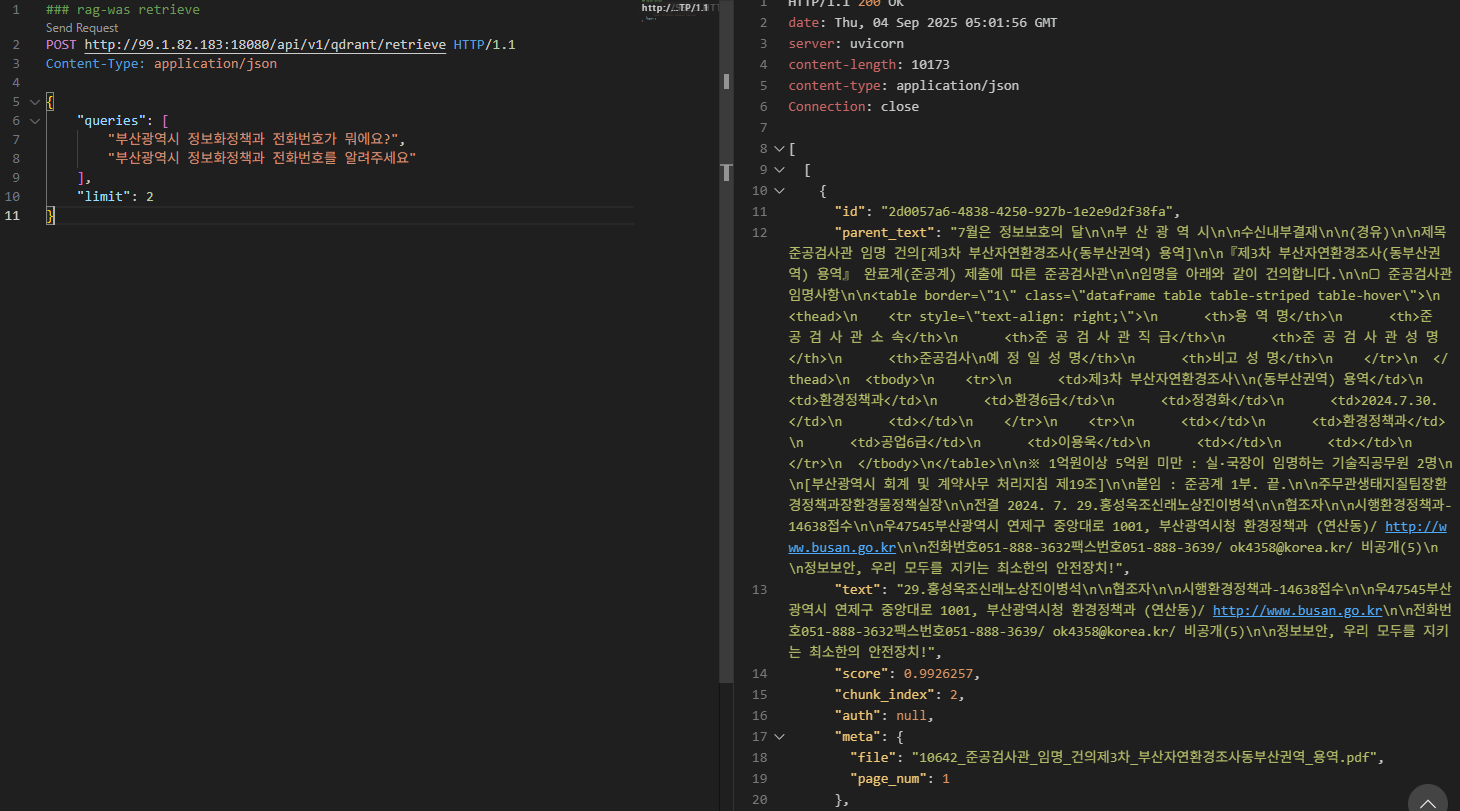 1 ### rag-was retrieve
Send Request
2 POST http://99.1.82.183:18080/api/v1/qdrant/retrieve HTTP/1.1
3 Content-Type: application/json
4
5 {
6 "queries": [
7 "부산광역시 정보화정책과 전화번호가 뭐에요?",
8 "부산광역시 정보화정책과 전화번호를 알려주세요"
9 ],
10 "limit": 2
11 }
1 HTTP/1.1 200 OK
2 date: Thu, 04 Sep 2025 05:01:56 GMT
3 server: uvicorn
4 content-length: 10173
5 content-type: application/json
6 Connection: close
7
8 [
9 [
10 {
11 "id": "2d0057a6-4838-4250-927b-1e2e9d2f38fa",
12 "parent_text": "7월은 정보보호의 달\n\n부 산 광 역 시\n\n수신내부결재\n\n(경유)\n\n제목
준공검사관 임명 건의[제3차 부산자연환경조사(동부산권역) 용역]\n\n『제3차 부산자연환경조사(동부산권
역) 용역』 완료계(준공계) 제출에 따른 준공검사관\n\n임명을 아래와 같이 건의합니다.\n\n▢ 준공검사관
임명사항\n\n<table border=\"1\" class=\"dataframe table table-striped table-hover\">\n
<thead>\n <tr style=\"text-align: right;\">\n <th>용 역 명</th>\n <th>준
공 검 사 관 소 속</th>\n <th>준 공 검 사 관 직 급</th>\n <th>준 공 검 사 관 성 명
</th>\n <th>준공검사\n예 정 일 성 명</th>\n <th>비고 성 명</th>\n </tr>\n </
thead>\n <tbody>\n <tr>\n <td>제3차 부산자연환경조사\\n(동부산권역) 용역</td>\n
<td>환경정책과</td>\n <td>환경6급</td>\n <td>정경화</td>\n <td>2024.7.30.
</td>\n <td></td>\n </tr>\n <tr>\n <td></td>\n <td>환경정책과</td>
\n <td>공업6급</td>\n <td>이용욱</td>\n <td></td>\n <td></td>\n
</tr>\n </tbody>\n</table>\n\n※ 1억원이상 5억원 미만 : 실·국장이 임명하는 기술직공무원 2명\n
\n[부산광역시 회계 및 계약사무 처리지침 제19조]\n\n붙임 : 준공계 1부. 끝.\n\n주무관생태지질팀장환
경정책과장환경물정책실장\n\n전결 2024. 7. 29.홍성옥조신래노상진이병석\n\n협조자\n\n시행환경정책과-
14638접수\n\n우47545부산광역시 연제구 중앙대로 1001, 부산광역시청 환경정책과 (연산동)/ http://w
ww.busan.go.kr\n\n전화번호051-888-3632팩스번호051-888-3639/ ok4358@korea.kr/ 비공개(5)\n
\n정보보안, 우리 모두를 지키는 최소한의 안전장치!",
13 "text": "29.홍성옥조신래노상진이병석\n\n협조자\n\n시행환경정책과-14638접수\n\n우47545부산
광역시 연제구 중앙대로 1001, 부산광역시청 환경정책과 (연산동)/ http://www.busan.go.kr\n\n전화번
호051-888-3632팩스번호051-888-3639/ ok4358@korea.kr/ 비공개(5)\n\n정보보안, 우리 모두를 지키
는 최소한의 안전장치!",
14 "score": 0.9926257,
15 "chunk_index": 2,
16 "auth": null,
17 "meta": {
18 "file": "10642_준공검사관_임명_건의제3차_부산자연환경조사동부산권역_용역.pdf",
19 "page_num": 1
20 },